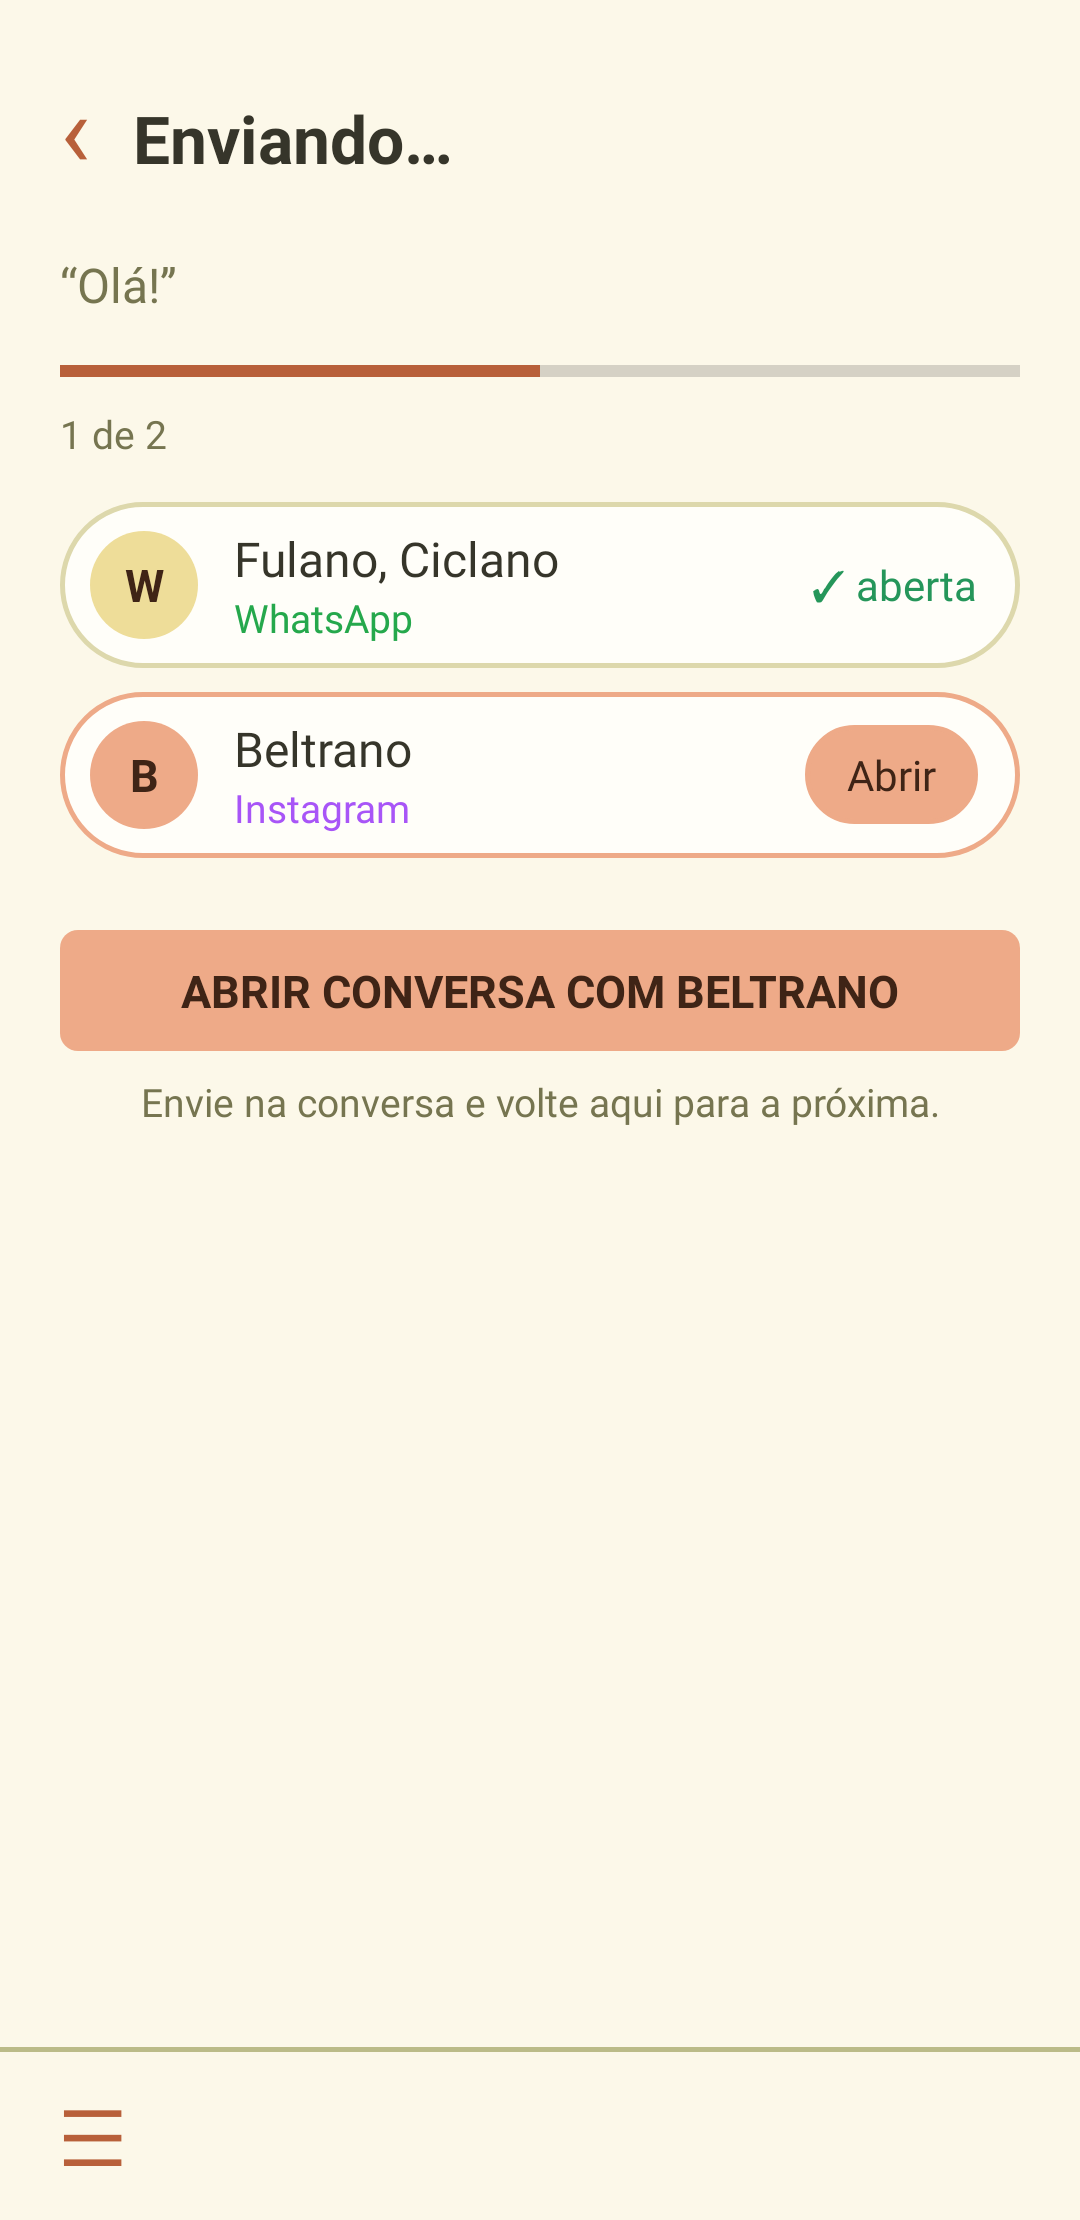 Enviando...
“Olá!”
1 de 2
W
Fulano, Ciclano
WhatsApp
✓ aberta
B
Beltrano
Instagram
Abrir
ABRIR CONVERSA COM BELTRANO
Envie na conversa e volte aqui para a próxima.